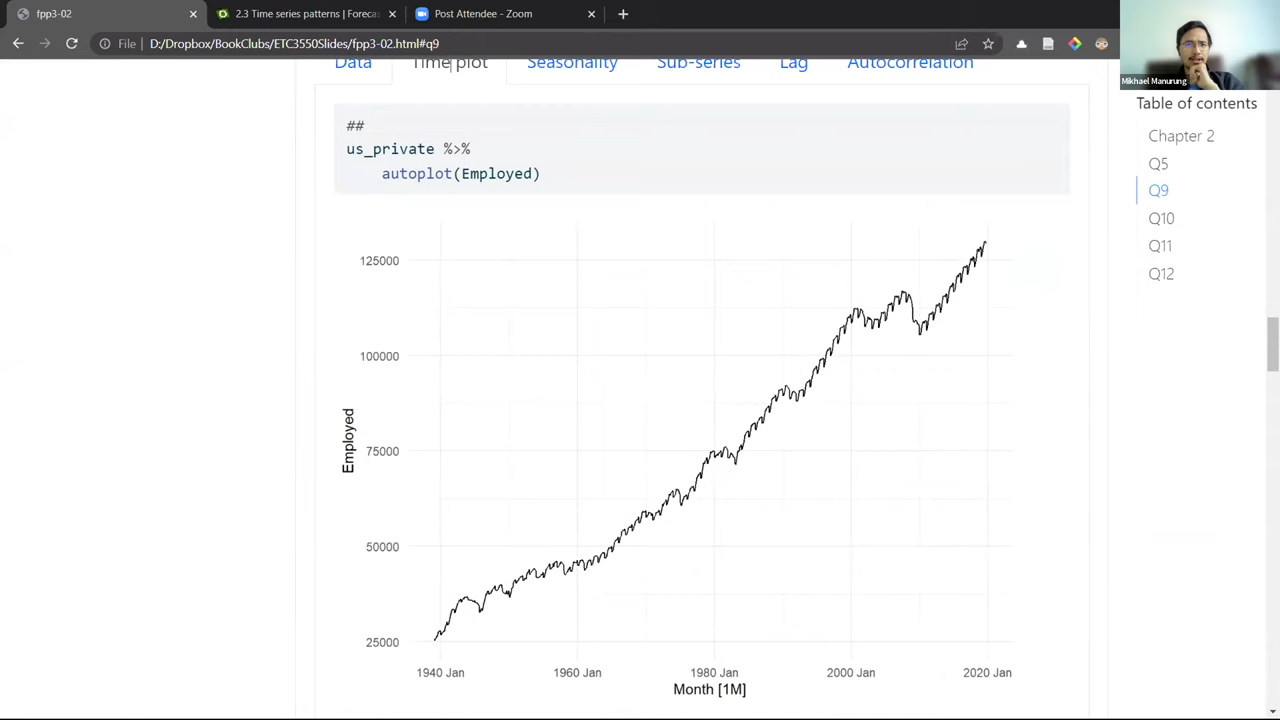 fpp3-02
2.3 Time series patterns | Forecas
Post Attendee - Zoom
File
D:/Dropbox/BookClubs/ETC3550Slides/fpp3-02.html#q9
Mikhael Manurung
Data
Time plot
Seasonality
Sub-series
Lag
Autocorrelation
Table of contents
Chapter 2
Q5
Q9
Q10
Q11
Q12
##
us_private %>%
autoplot(Employed)
125000
100000
75000
50000
25000
Employed
1940 Jan
1960 Jan
1980 Jan
2000 Jan
2020 Jan
Month [1M]